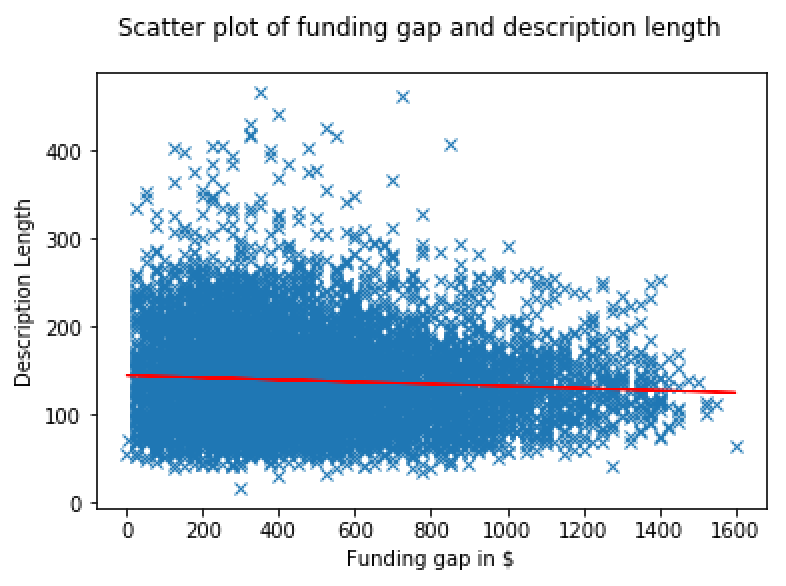 Scatter plot of funding gap and description length
400
300
200
100
0
Description Length
0 200 400 600 800 1000 1200 1400 1600
Funding gap in $